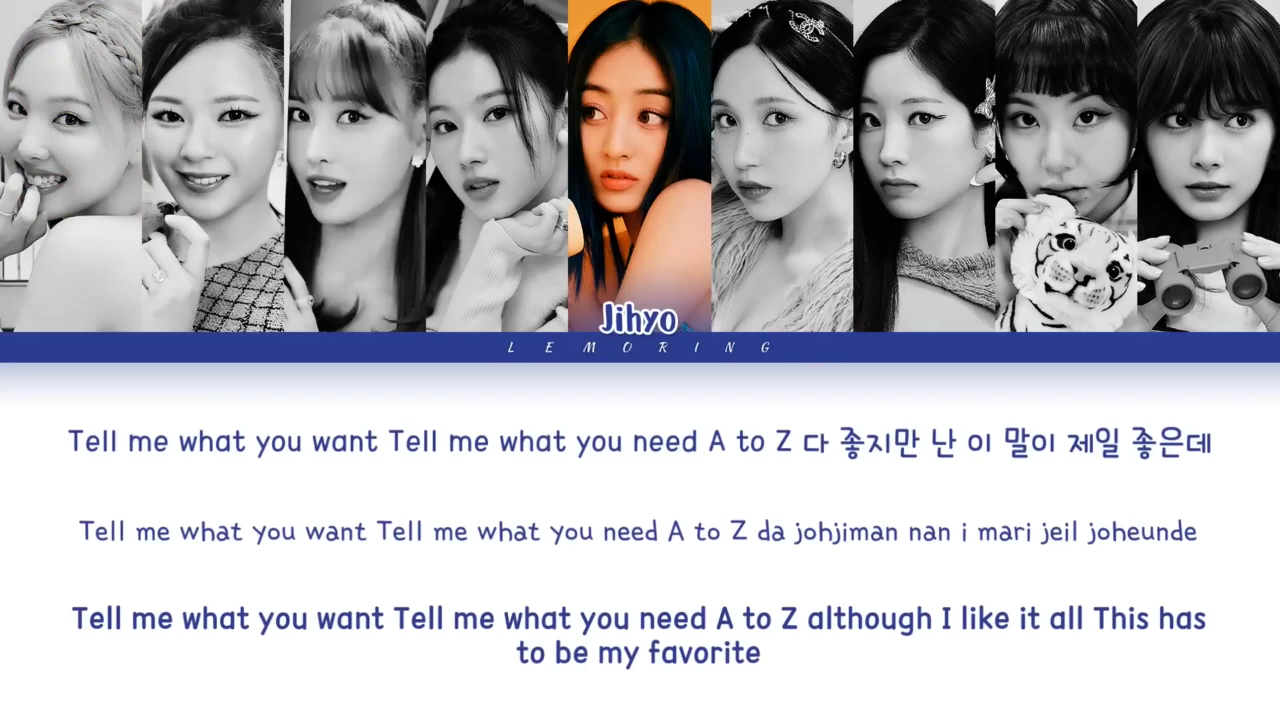 Jihyo
LEMORING
Tell me what you want Tell me what you need A to Z 다 좋지만 난 이 말이 제일 좋은데
Tell me what you want Tell me what you need A to Z da johjiman nan i mari jeil joheunde
Tell me what you want Tell me what you need A to Z although I like it all This has
to be my favorite